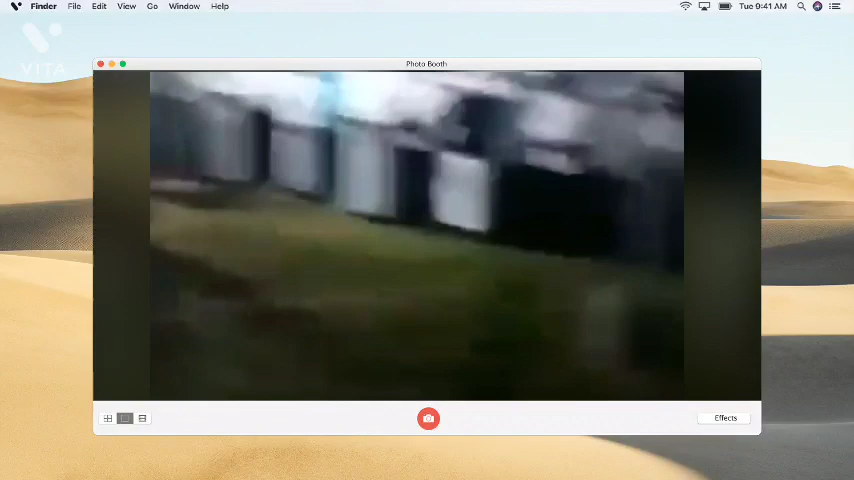 Finder File Edit View Go Window Help Tue 9:41 AM
VITA
Photo Booth
Effects